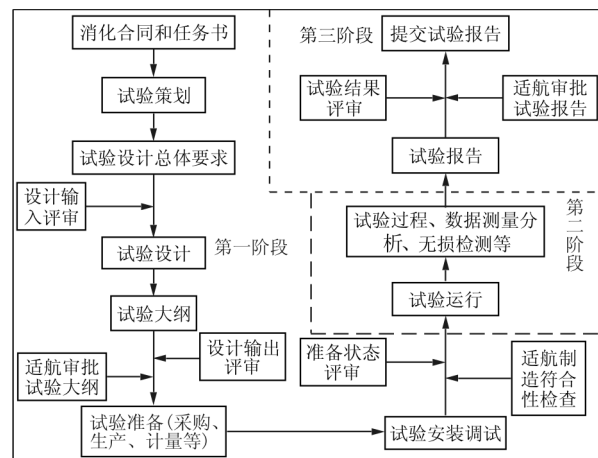 消化合同和任务书
试验策划
试验设计总体要求
设计输
入评审
试验设计
第一阶段
试验大纲
设计输出
评审
适航审批
试验大纲
试验准备(采购、
生产、计量等)
第三阶段
提交试验报告
试验结果
评审
适航审批
试验报告
试验报告
试验过程、数据测量分
析、无损检测等
第二阶段
试验运行
准备状态
评审
适航制
造符合
性检查
试验安装调试